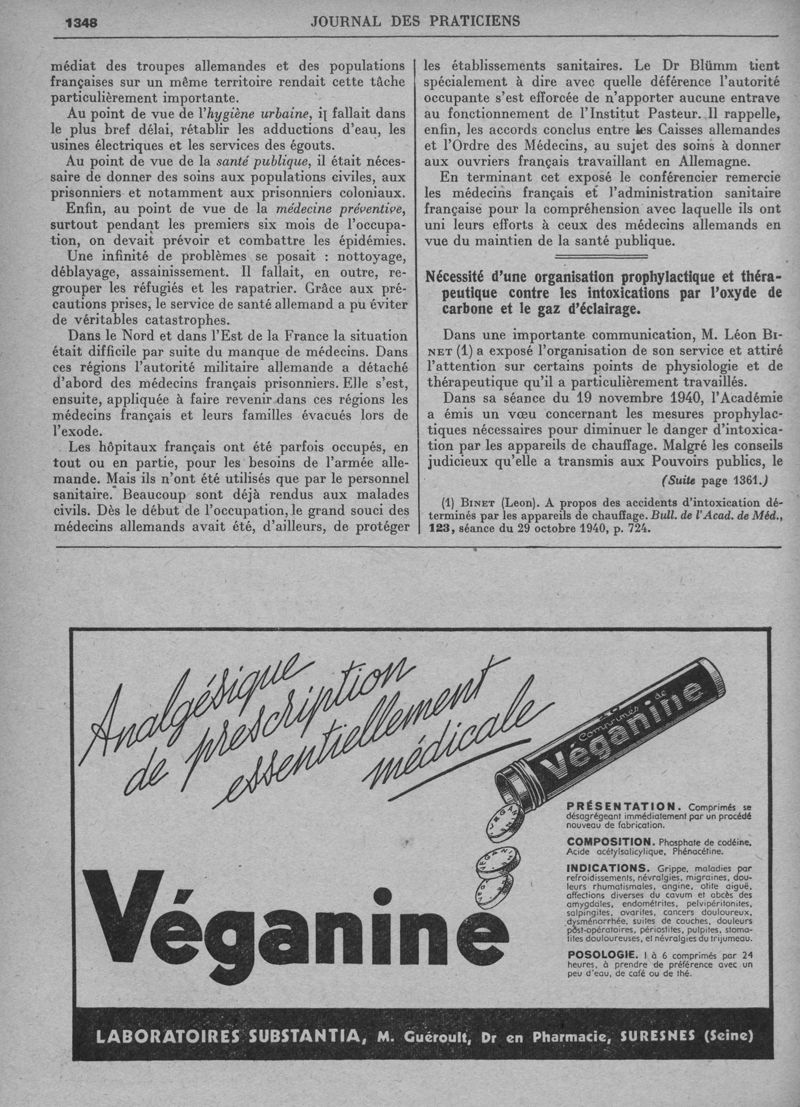 1348
JOURNAL DES PRATICIENS
médiat des troupes allemandes et des populations
françaises sur un même territoire rendait cette tâche
particulièrement importante.
Au point de vue de l'hygiène urbaine, il fallait dans
le plus bref délai, rétablir les adductions d'eau, les
usines électriques et les services des égouts.
Au point de vue de la santé publique, il était néces-
saire de donner des soins aux populations civiles, aux
prisonniers et notamment aux prisonniers coloniaux.
Enfin, au point de vue de la médecine préventive,
surtout pendant les premiers six mois de l'occupa-
tion, on devait prévoir et combattre les épidémies.
Une infinité de problèmes se posait : nottoyage,
déblayage, assainissement. Il fallait, en outre, re-
grouper les réfugiés et les rapatrier. Grâce aux pré-
cautions prises, le service de santé allemand a pu éviter
de véritables catastrophes.
Dans le Nord et dans l'Est de la France la situation
était difficile par suite du manque de médecins. Dans
ces régions l'autorité militaire allemande a détaché
d'abord des médecins français prisonniers. Elle s'est,
ensuite, appliquée à faire revenir dans ces régions les
médecins français et leurs familles évacués lors de
l'exode.
Les hôpitaux français ont été parfois occupés, en
tout ou en partie, pour les besoins de l'armée alle-
mande. Mais ils n'ont été utilisés que par le personnel
sanitaire. Beaucoup sont déjà rendus aux malades
civils. Dès le début de l'occupation, le grand souci des
médecins allemands avait été, d'ailleurs, de protéger
les établissements sanitaires. Le Dr Blümm tient
spécialement à dire avec quelle déférence l'autorité
occupante s'est efforcée de n'apporter aucune entrave
au fonctionnement de l'Institut Pasteur. Il rappelle,
enfin, les accords conclus entre les Caisses allemandes
et l'Ordre des Médecins, au sujet des soins à donner
aux ouvriers français travaillant en Allemagne.
En terminant cet exposé le conférencier remercie
les médecins français et l'administration sanitaire
française pour la compréhension avec laquelle ils ont
uni leurs efforts à ceux des médecins allemands en
vue du maintien de la santé publique.
Nécessité d'une organisation prophylactique et théra-
peutique contre les intoxications par l'oxyde de
carbone et le gaz d'éclairage.
Dans une importante communication, M. Léon BI-
NET (1) a exposé l'organisation de son service et attiré
l'attention sur certains points de physiologie et de
thérapeutique qu'il a particulièrement travaillés.
Dans sa séance du 19 novembre 1940, l'Académie
a émis un vœu concernant les mesures prophylac-
tiques nécessaires pour diminuer le danger d'intoxica-
tion par les appareils de chauffage. Malgré les conseils
judicieux qu'elle a transmis aux Pouvoirs publics, le
(Suite page 1361.)
(1) BINET (Leon). A propos des accidents d'intoxication dé-
terminés par les appareils de chauffage. Bull. de l'Acad. de Méd.,
123, séance du 29 octobre 1940, p. 724.
Analgésique
de prescription
essentiellement
médicale
Comprimés de
Véganine
PRÉSENTATION. Comprimés se
désagrégeant immédiatement par un procédé
nouveau de fabrication.
COMPOSITION. Phosphate de codéine,
Acide acétylsalicylique, Phénacétine.
INDICATIONS. Grippe, maladies par
refroidissements, névralgies, migraines, dou-
leurs rhumatismales, angine, otite aiguë,
affections diverses du cavum et abcès des
amygdales, endométrites, pelvipéritonites,
salpingites, ovarites, cancers douloureux,
dysménorrhée, suites de couches, douleurs
post-opératoires, périostites, pulpites, stoma-
tites douloureuses, et névralgies du trijumeau.
POSOLOGIE. 1 à 6 comprimés par 24
heures, à prendre de préférence avec un
peu d'eau, de café ou de thé.
Véganine
LABORATOIRES SUBSTANTIA, M. Guéroult, Dr en Pharmacie, SURESNES (Seine)